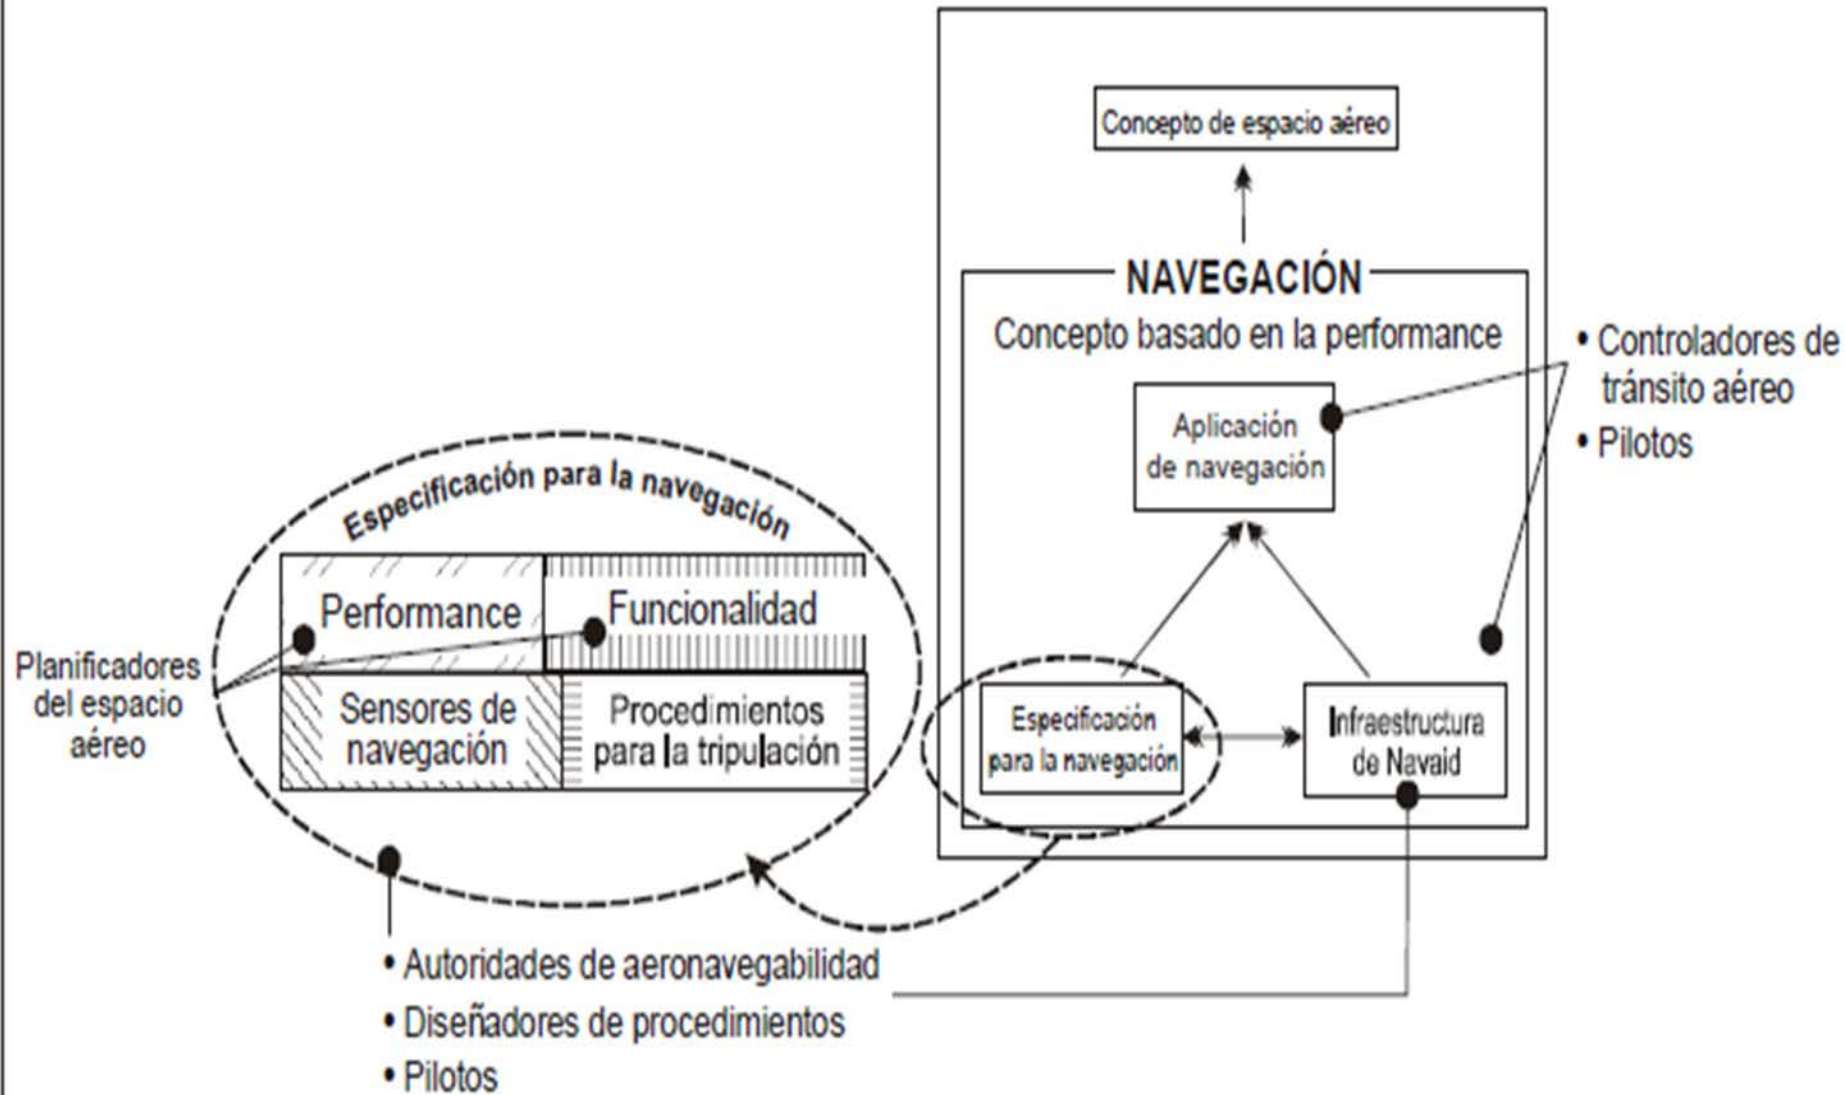 Concepto de espacio aéreo
NAVEGACIÓN
Concepto basado en la performance
Aplicación
de navegación
• Controladores de
tránsito aéreo
• Pilotos
Especificación para la navegación
Performance
Funcionalidad
Sensores de
navegación
Procedimientos
para la tripulación
Planificadores
del espacio
aéreo
Especificación
para la navegación
Infraestructura
de Navaid
• Autoridades de aeronavegabilidad
• Diseñadores de procedimientos
• Pilotos